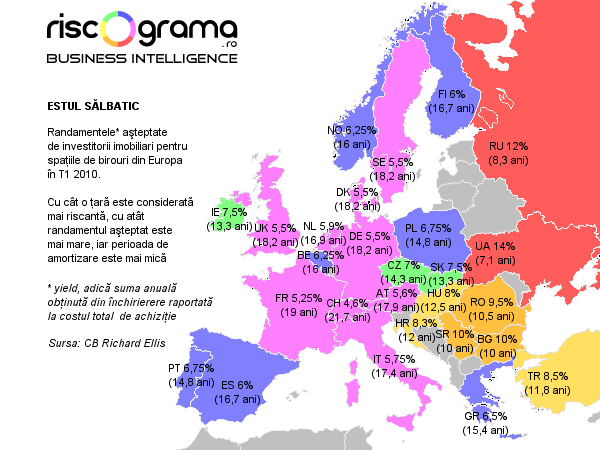 riscograma
.ro
BUSINESS INTELLIGENCE
ESTUL SĂLBATIC
Randamentele* aşteptate
de investitorii imobiliari pentru
spaţiile de birouri din Europa
în T1 2010.
Cu cât o ţară este considerată
mai riscantă, cu atât
randamentul aşteptat este
mai mare, iar perioada de
amortizare este mai mică
* yield, adică suma anuală
obţinută din închirierere raportată
la costul total de achiziţie
Sursa: CB Richard Ellis
FI 6%
(16,7 ani)
NO 6,25%
(16 ani)
RU 12%
(8,3 ani)
SE 5,5%
(18,2 ani)
DK 5,5%
(18,2 ani)
IE 7,5%
(13,3 ani)
UK 5,5%
(18,2 ani)
NL 5,9%
(16,9 ani)
DE 5,5%
(18,2 ani)
PL 6,75%
(14,8 ani)
BE 6,25%
(16 ani)
UA 14%
(7,1 ani)
CZ 7%
(14,3 ani)
SK 7,5%
(13,3 ani)
FR 5,25%
(19 ani)
CH 4,6%
(21,7 ani)
AT 5,6%
(17,9 ani)
HU 8%
(12,5 ani)
RO 9,5%
(10,5 ani)
HR 8,3%
(12 ani)
SR 10%
(10 ani)
BG 10%
(10 ani)
IT 5,75%
(17,4 ani)
PT 6,75%
(14,8 ani)
ES 6%
(16,7 ani)
TR 8,5%
(11,8 ani)
GR 6,5%
(15,4 ani)